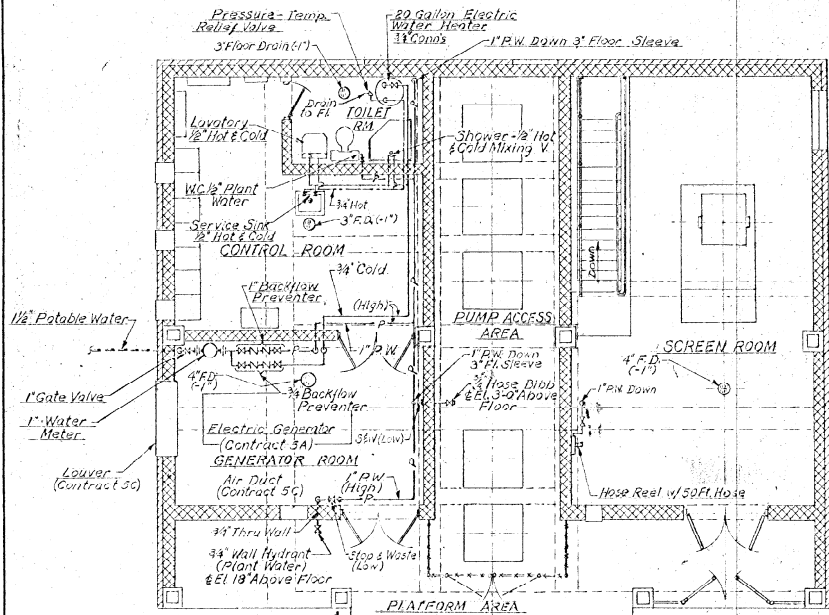 Pressure-Temp.
Relief Valve
20 Gallon Electric
Water Heater
3/4" Conn's
3" Floor Drain (-1")
1" P.W. Down 3" Floor Sleeve
Drain
to Fl.
TOILET
RM.
Lavatory
1/2" Hot & Cold
Shower-1/2" Hot
& Cold Mixing V.
W.C. 1/2" Plant
Water
3/4" Hot
Service Sink
1/2" Hot & Cold
3" F.D. (-1")
CONTROL ROOM
Down
3/4" Cold
1" Backflow
Preventer
(High)
1 1/2" Potable Water
P
PUMP ACCESS
AREA
1" P.W.
SCREEN ROOM
1" P.W. Down
3" Fl. Sleeve
4" F.D.
(-1")
4" F.D.
(-1")
3/4 Hose Bibb
℄ El. 3'-0" Above
Floor
1" P.W. Down
1" Gate Valve
3/4 Backflow
Preventer
1" Water
Meter
Electric Generator
(Contract 3A)
(Low)
GENERATOR ROOM
Louver
(Contract 5C)
Air Duct
(Contract 5C)
1" P.W.
(High)
P
Hose Reel w/ 50 Ft. Hose
3/4" Thru Wall
Stop & Waste
(Low)
3/4" Wall Hydrant
(Plant Water)
℄ El. 18" Above Floor
PLATFORM AREA